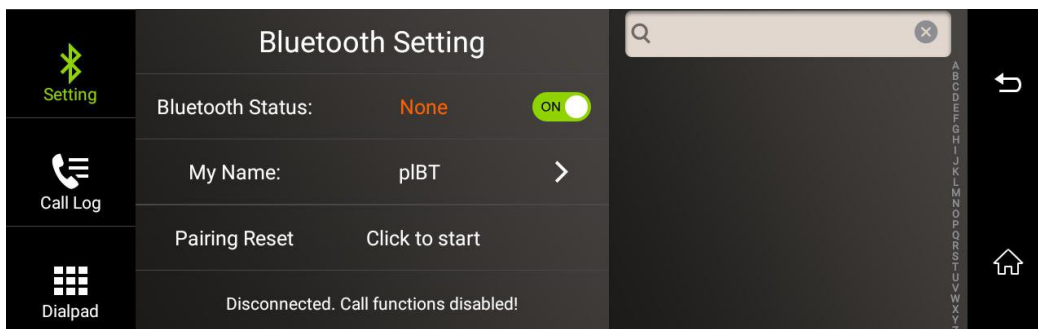 Setting
Call Log
Dialpad
Bluetooth Setting
Bluetooth Status: None ON
My Name: plBT
Pairing Reset Click to start
Disconnected. Call functions disabled!
A
B
C
D
E
F
G
H
I
J
K
L
M
N
O
P
Q
R
S
T
U
V
W
X
Y